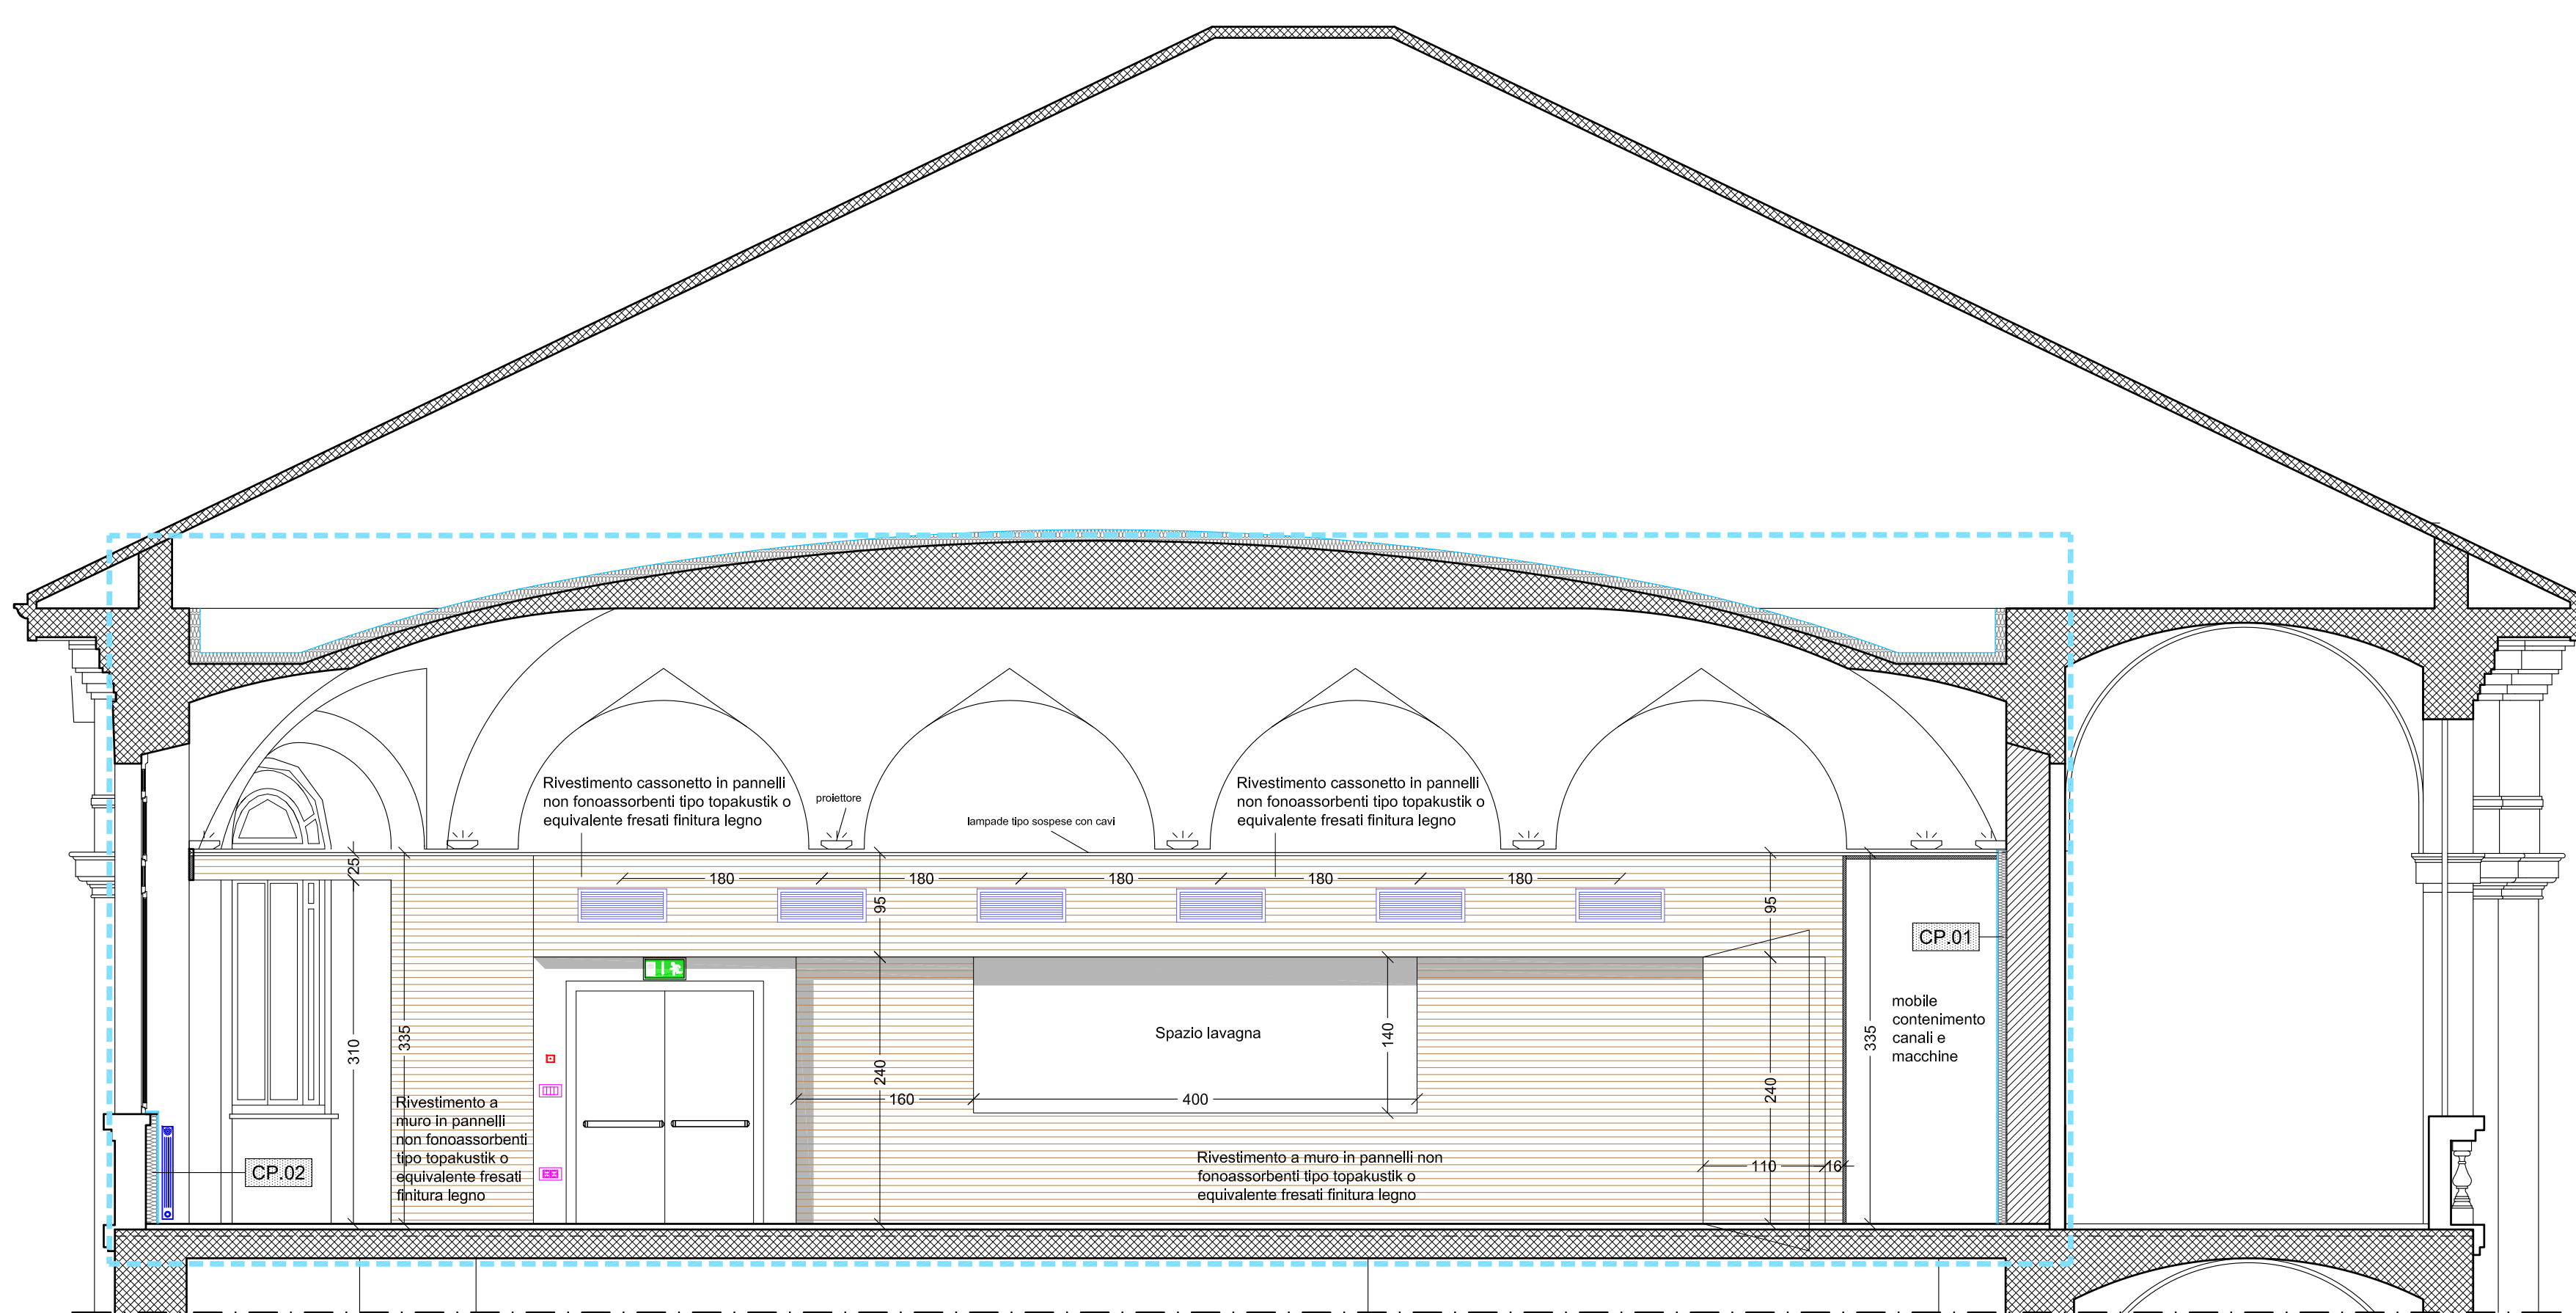 Rivestimento cassonetto in pannelli
non fonoassorbenti tipo topakustik o
equivalente fresati finitura legno
proiettore
lampade tipo sospese con cavi
Rivestimento cassonetto in pannelli
non fonoassorbenti tipo topakustik o
equivalente fresati finitura legno
25
180
180
180
180
180
95
95
CP.01
mobile
contenimento
canali e
macchine
310
335
240
Spazio lavagna
140
160
400
240
335
Rivestimento a
muro in pannelli
non fonoassorbenti
tipo topakustik o
equivalente fresati
finitura legno
CP.02
Rivestimento a muro in pannelli non
fonoassorbenti tipo topakustik o
equivalente fresati finitura legno
110
16